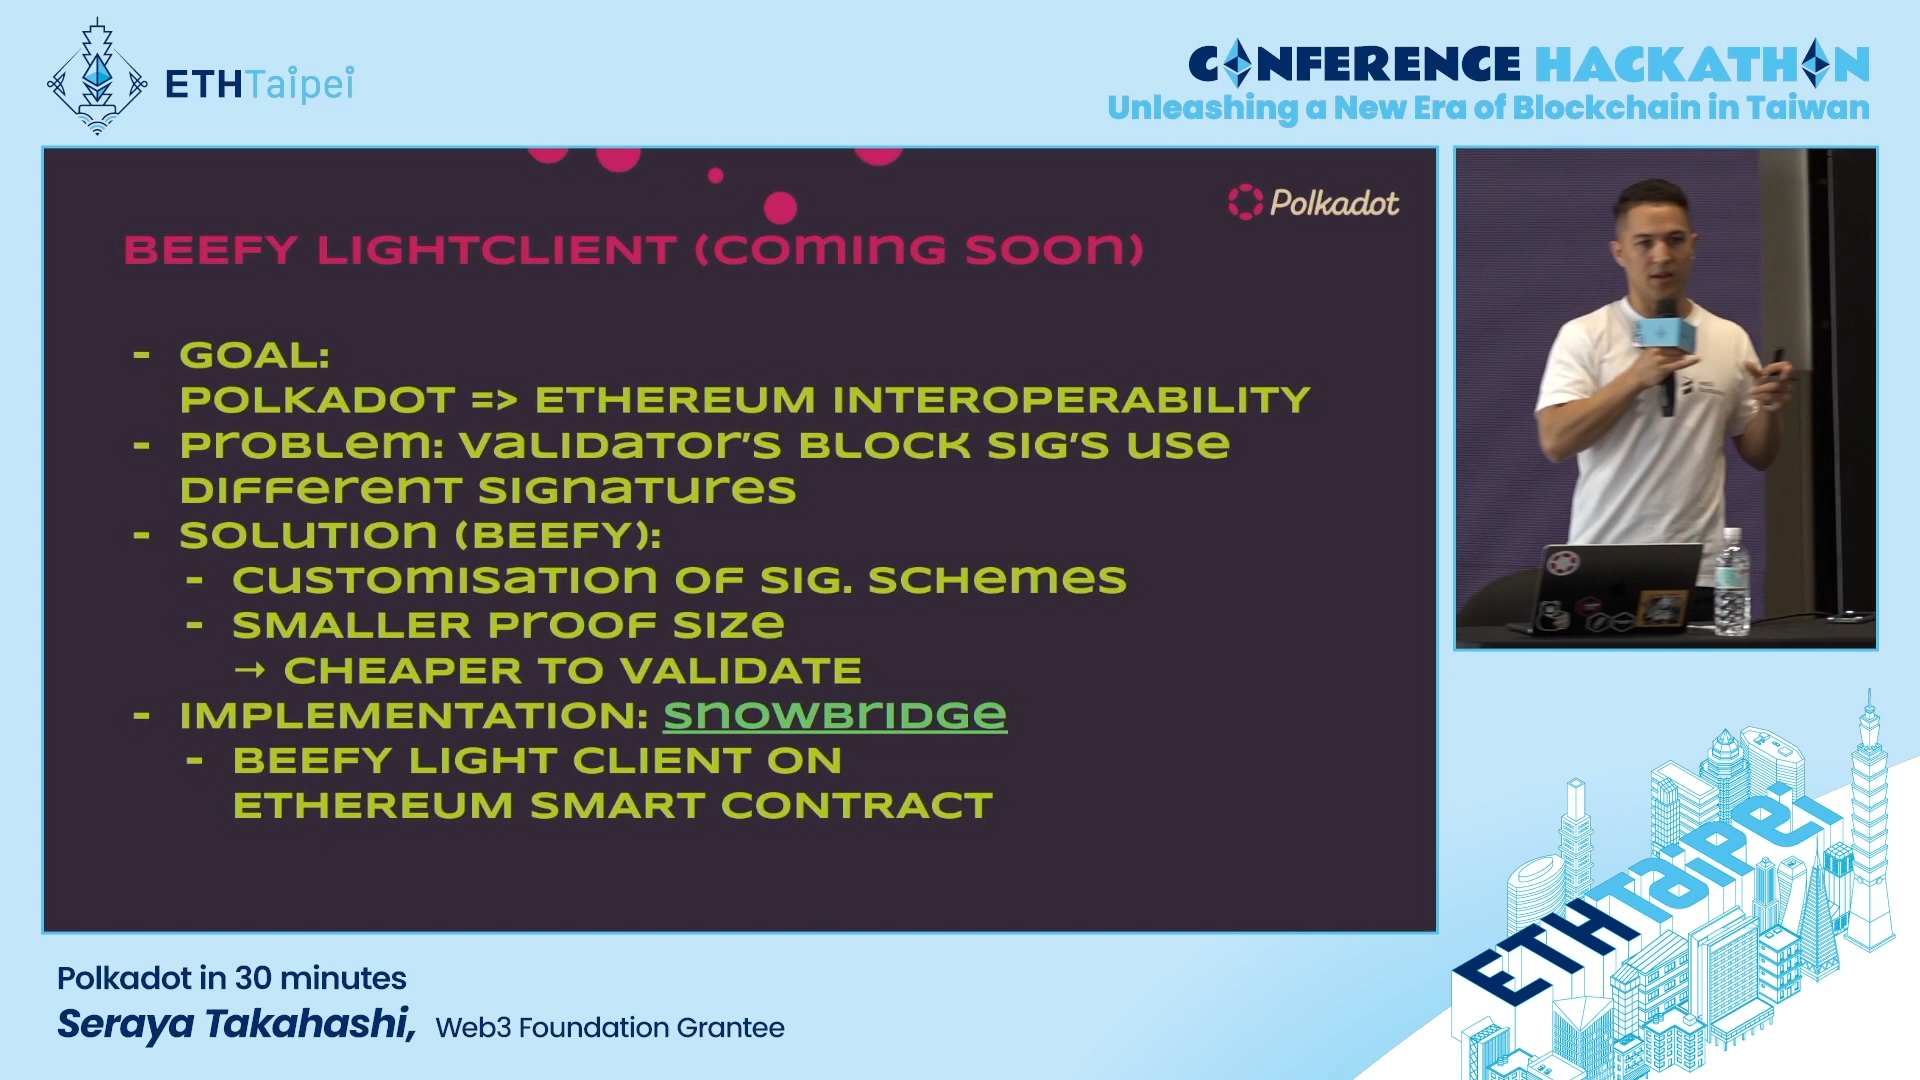 ETHTaipei
CONFERENCE HACKATHON
Unleashing a New Era of Blockchain in Taiwan
Polkadot
BEEFY LIGHTCLIENT (COMING SOON)
- GOAL:
POLKADOT => ETHEREUM INTEROPERABILITY
- PROBLEM: VALIDATOR'S BLOCK SIG'S USE
DIFFERENT SIGNATURES
- SOLUTION (BEEFY):
- CUSTOMISATION OF SIG. SCHEMES
- SMALLER PROOF SIZE
→ CHEAPER TO VALIDATE
- IMPLEMENTATION: SNOWBRIDGE
- BEEFY LIGHT CLIENT ON
ETHEREUM SMART CONTRACT
ETHTaipei
Polkadot in 30 minutes
Seraya Takahashi, Web3 Foundation Grantee